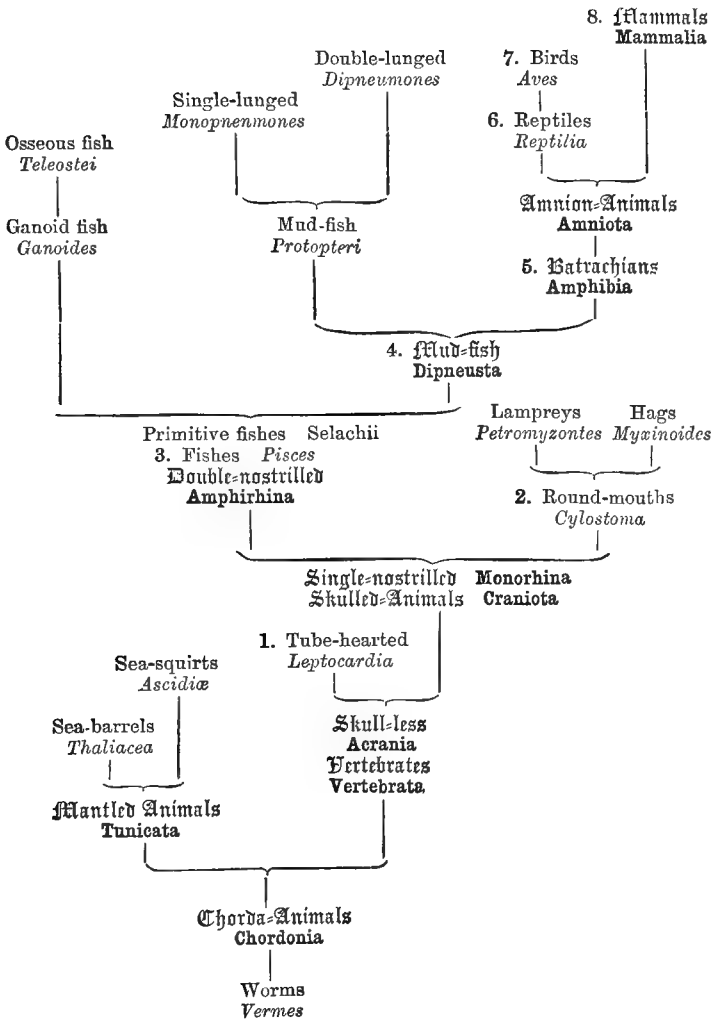 8. Mammals
Mammalia
Double-lunged
Dipneumones
7. Birds
Aves
Single-lunged
Monopnenmones
6. Reptiles
Reptilia
Osseous fish
Teleostei
Amnion=Animals
Amniota
Ganoid fish
Ganoides
Mud-fish
Protopteri
5. Batrachians
Amphibia
4. Mud=fish
Dipneusta
Lampreys
Petromyzontes
Hags
Myxinoides
Primitive fishes Selachii
3. Fishes Pisces
Double=nostrilled
Amphirhina
2. Round-mouths
Cylostoma
Single=nostrilled Monorhina
Skulled=Animals Craniota
1. Tube-hearted
Leptocardia
Sea-squirts
Ascidiæ
Sea-barrels
Thaliacea
Skull=less
Acrania
Vertebrates
Vertebrata
Mantled Animals
Tunicata
Chorda=Animals
Chordonia
Worms
Vermes